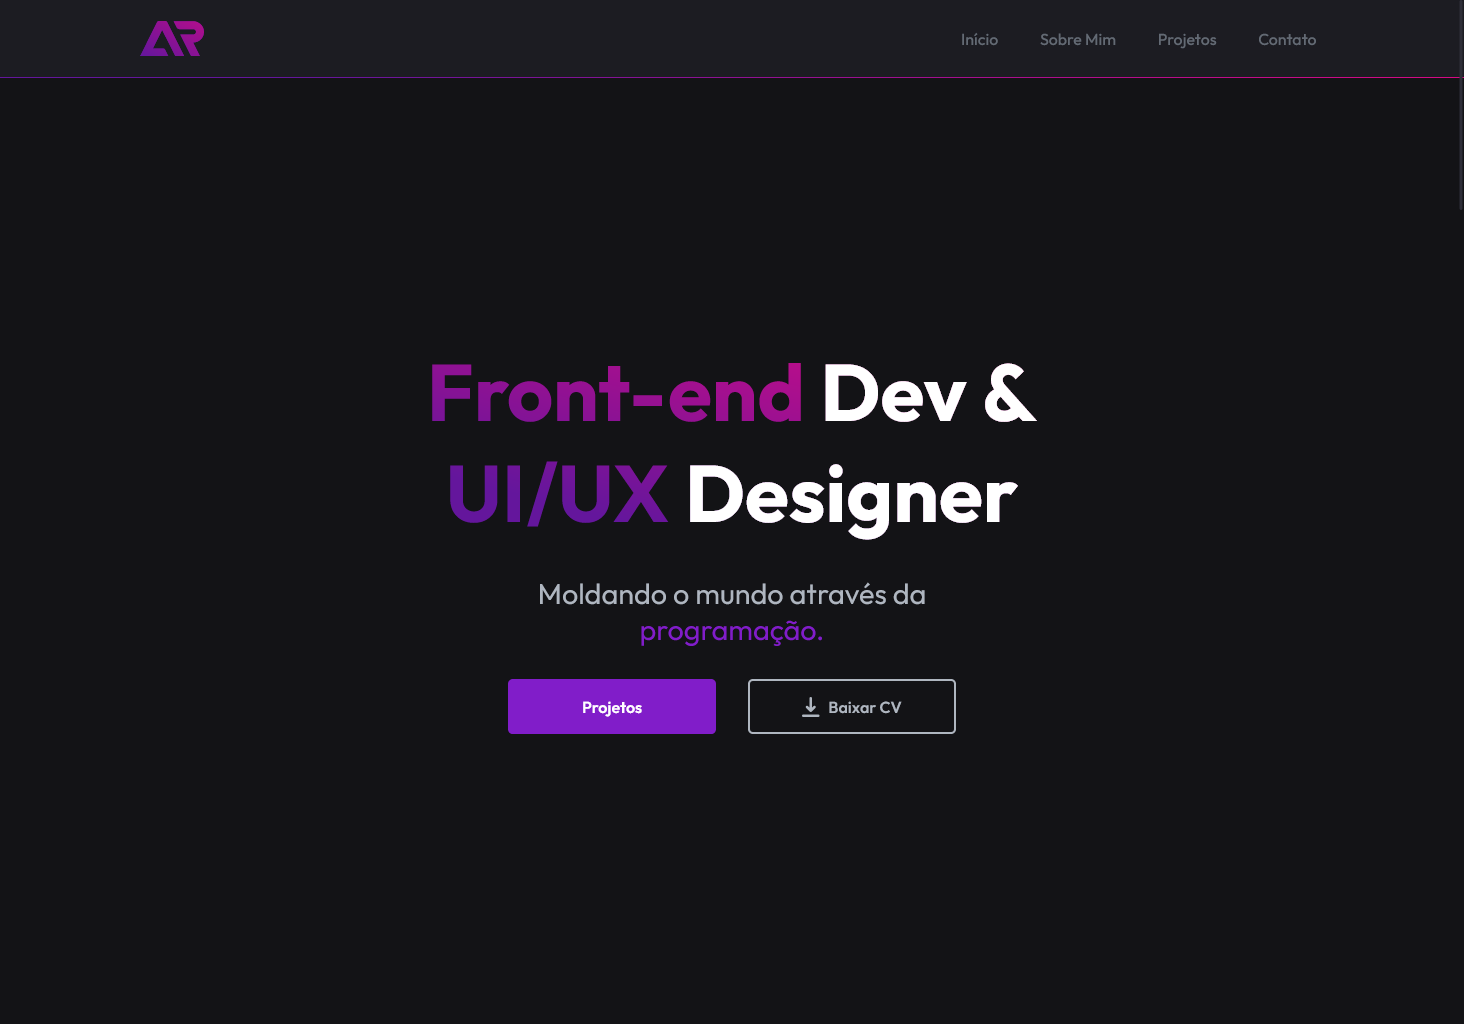 AR
Início
Sobre Mim
Projetos
Contato
Front-end Dev &
UI/UX Designer
Moldando o mundo através da
programação.
Projetos
Baixar CV